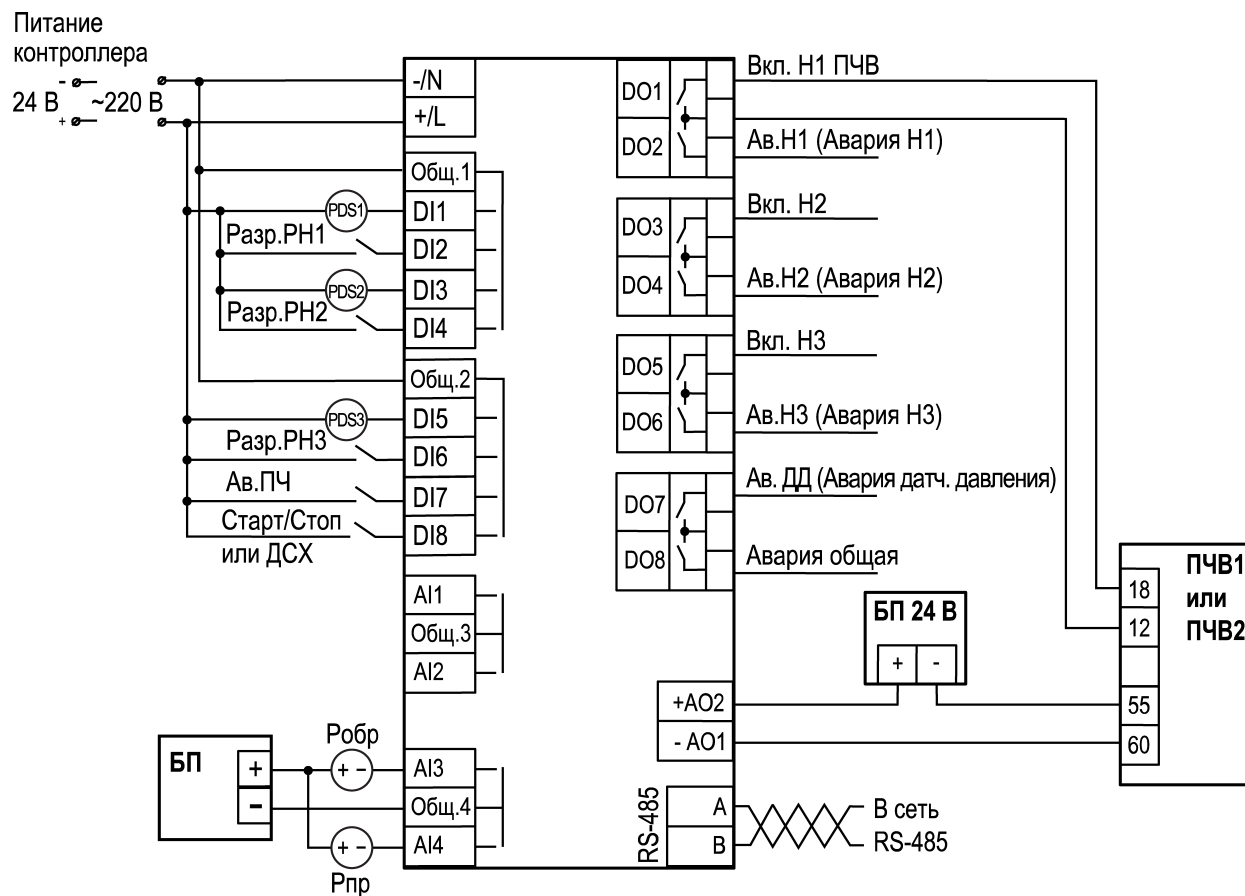 Питание
контроллера
-
24 В ~220 В
+
-/N
+/L
Общ.1
PDS1
DI1
Разр.РН1
DI2
PDS2
DI3
Разр.РН2
DI4
Общ.2
PDS3
DI5
Разр.РН3
DI6
Ав.ПЧ
DI7
Старт/Стоп
или ДСХ
DI8
AI1
Общ.3
AI2
БП
+
-
Робр
+ -
AI3
Общ.4
+ -
AI4
Рпр
DO1
DO2
Вкл. Н1 ПЧВ
Ав.Н1 (Авария Н1)
DO3
DO4
Вкл. Н2
Ав.Н2 (Авария Н2)
DO5
DO6
Вкл. Н3
Ав.Н3 (Авария Н3)
DO7
DO8
Ав. ДД (Авария датч. давления)
Авария общая
БП 24 В
+ -
+AO2
- AO1
RS-485
A
B
В сеть
RS-485
18
12
55
60
ПЧВ1
или
ПЧВ2